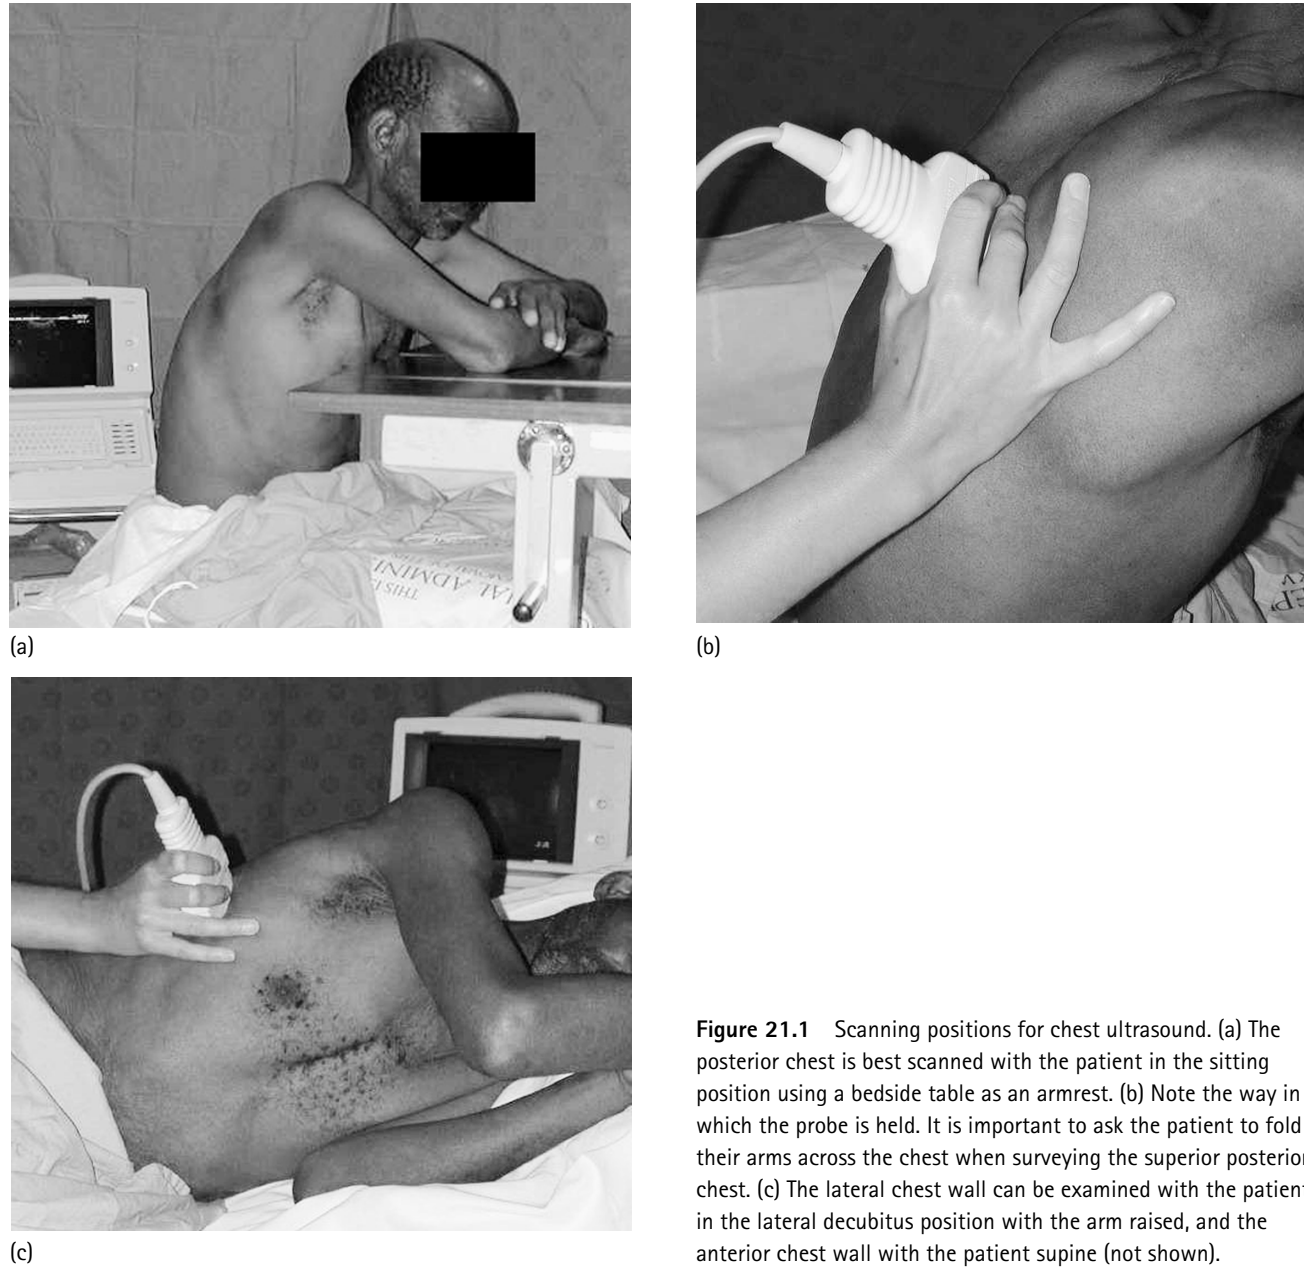 THIS I
VAL ADMINI
(a)
(b)
(c)
Figure 21.1 Scanning positions for chest ultrasound. (a) The
posterior chest is best scanned with the patient in the sitting
position using a bedside table as an armrest. (b) Note the way in
which the probe is held. It is important to ask the patient to fold
their arms across the chest when surveying the superior posterior
chest. (c) The lateral chest wall can be examined with the patient
in the lateral decubitus position with the arm raised, and the
anterior chest wall with the patient supine (not shown).